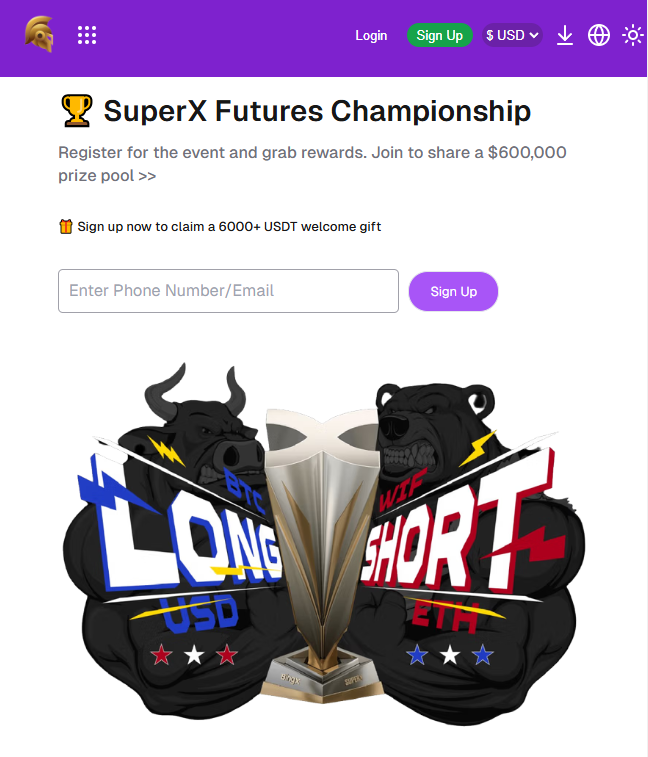 Login
Sign Up
$ USD
SuperX Futures Championship
Register for the event and grab rewards. Join to share a $600,000
prize pool >>
Sign up now to claim a 6000+ USDT welcome gift
Enter Phone Number/Email
Sign Up
BTC
LONG
USD
WIF
SHORT
ETH
BingX
SUPERX